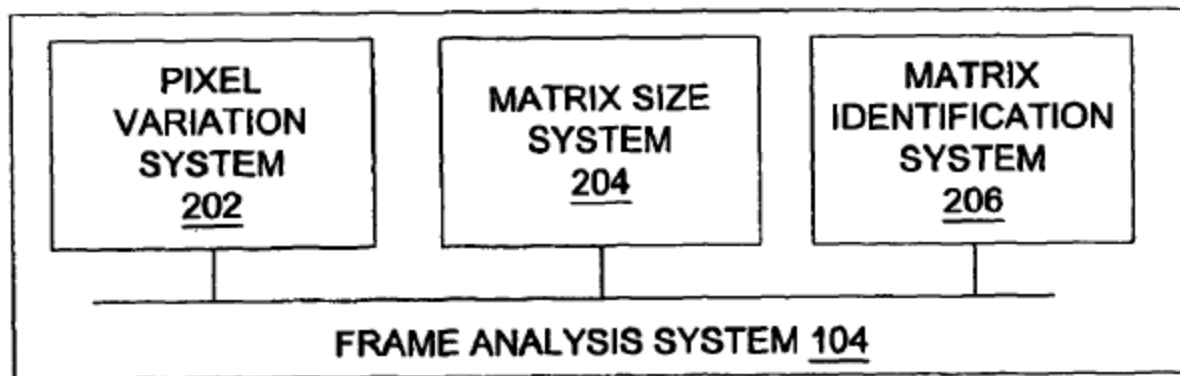 PIXEL
VARIATION
SYSTEM
202
MATRIX SIZE
SYSTEM
204
MATRIX
IDENTIFICATION
SYSTEM
206
FRAME ANALYSIS SYSTEM 104